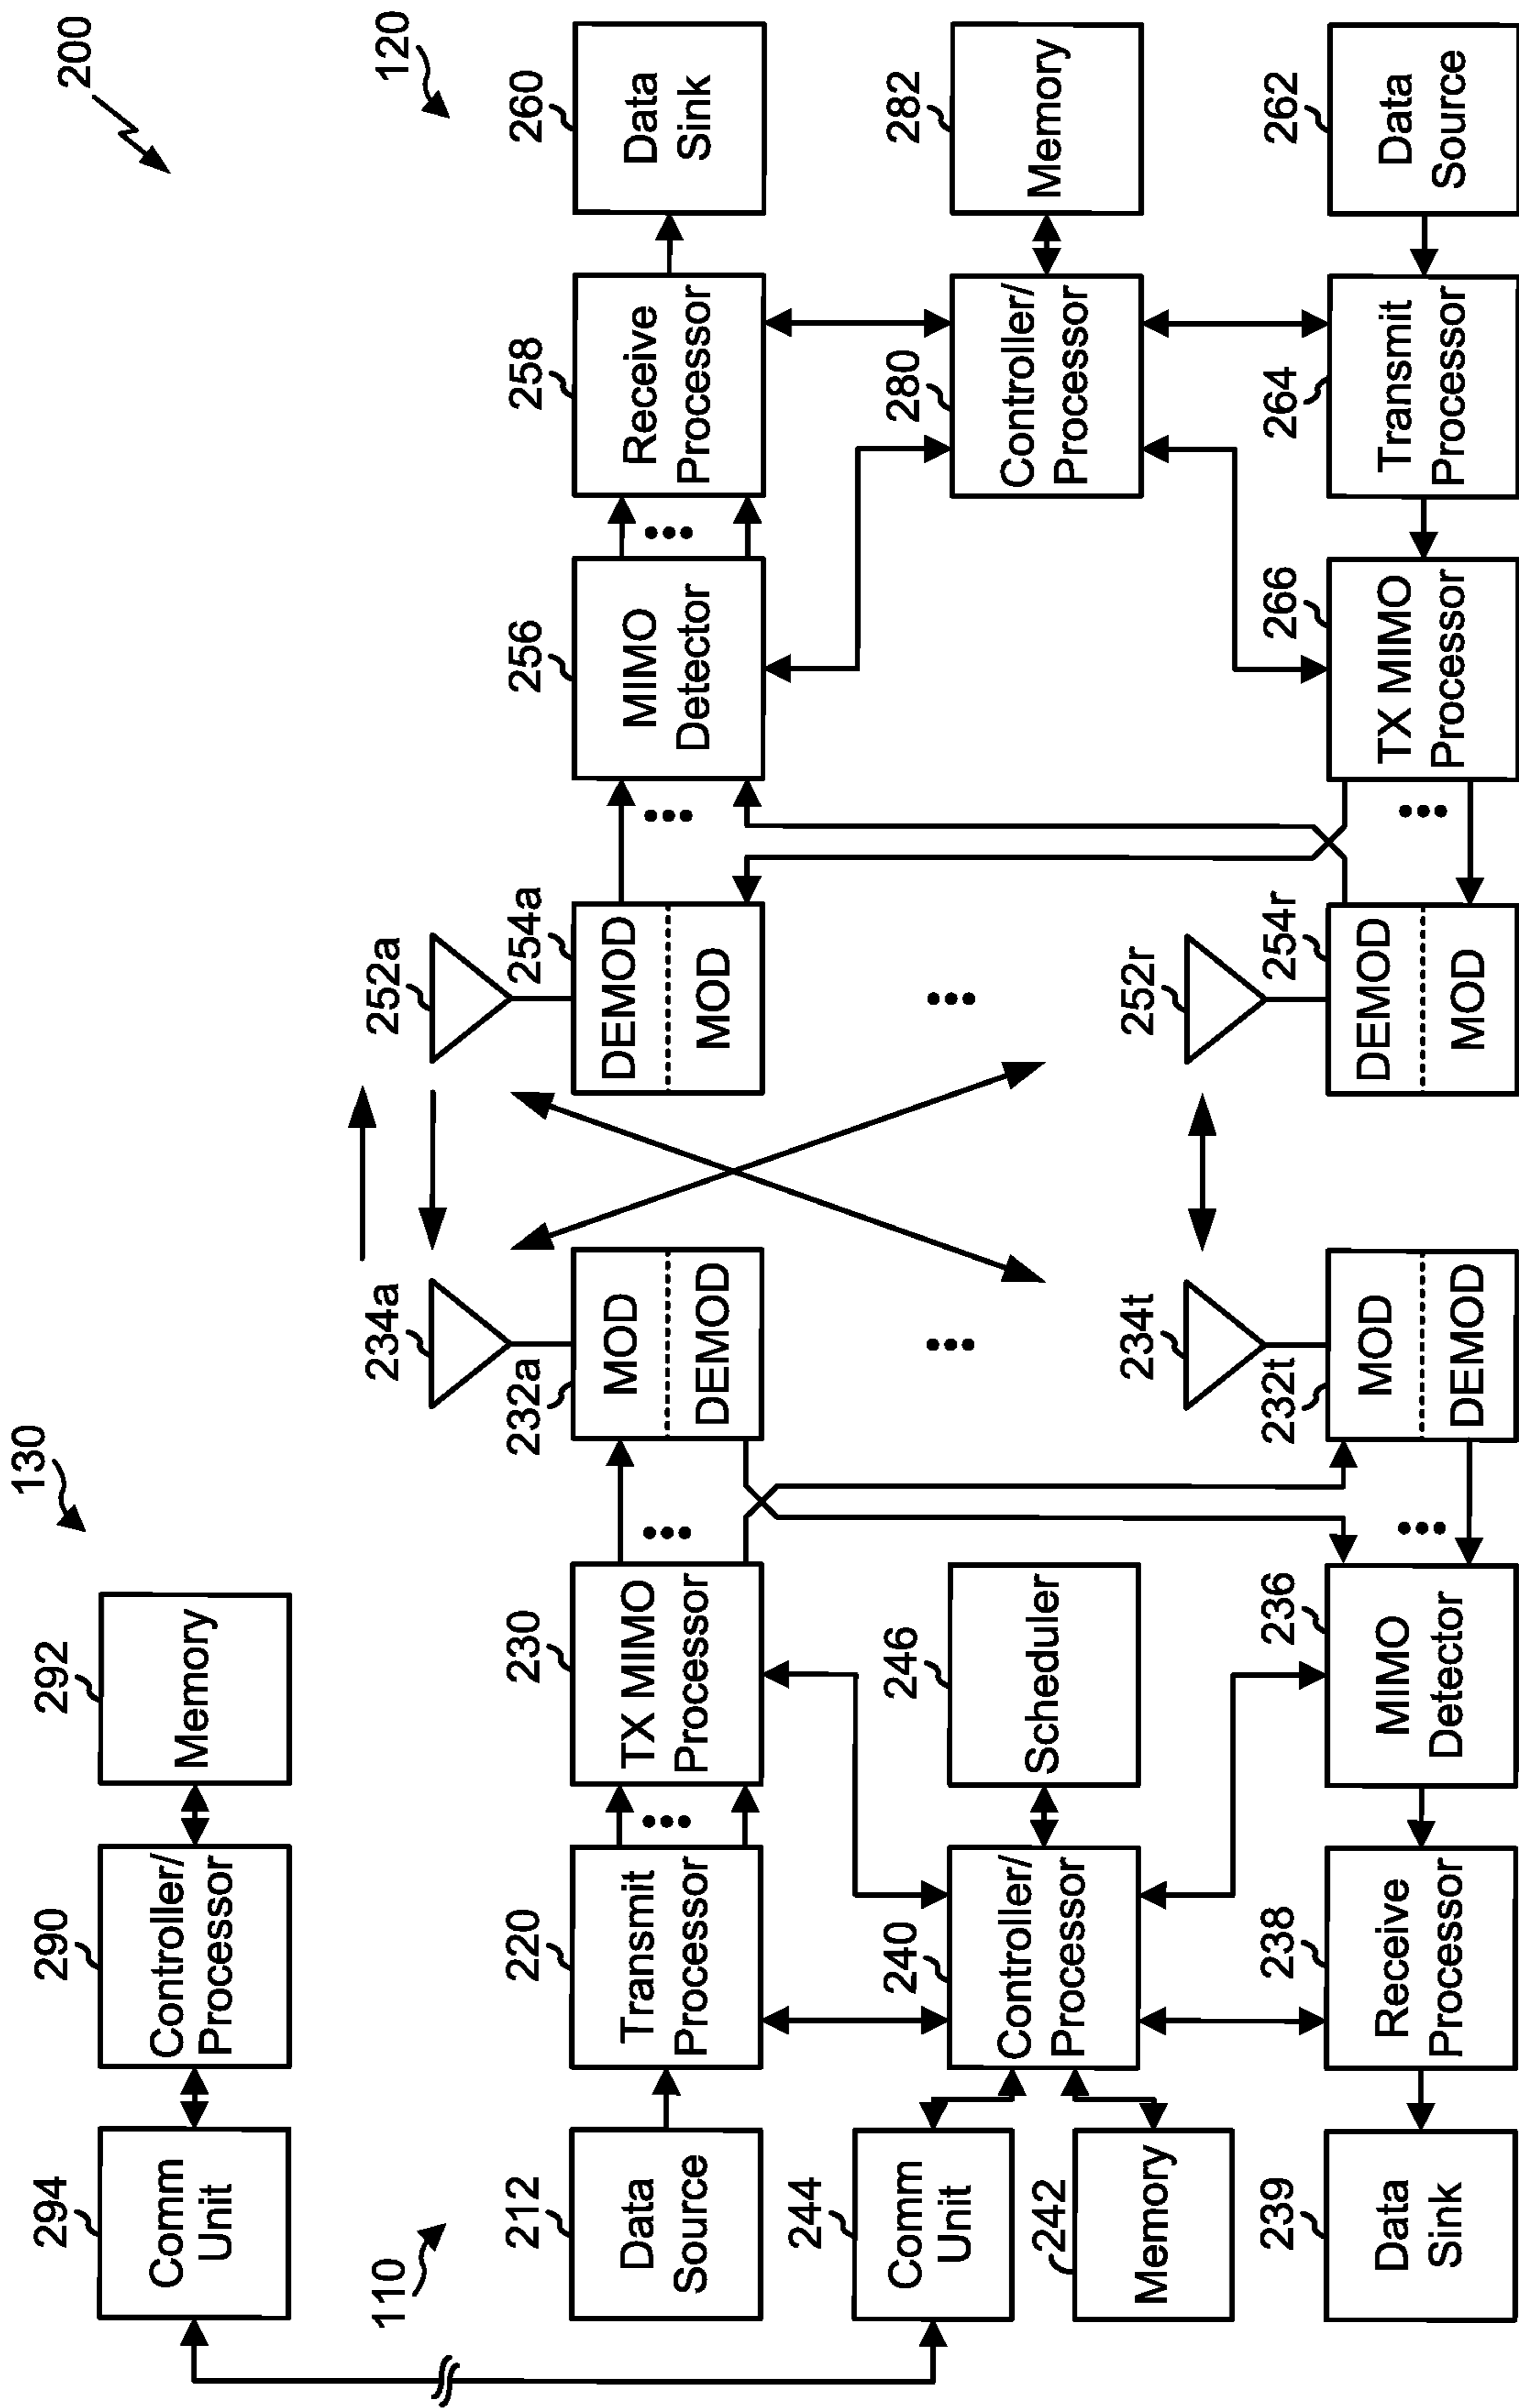 200
130
120
294
Comm
Unit
290
Controller/
Processor
292
Memory
110
234a
252a
212
Data
Source
220
Transmit
Processor
230
TX MIMO
Processor
232a
MOD
DEMOD
254a
DEMOD
MOD
256
MIMO
Detector
258
Receive
Processor
260
Data
Sink
244
Comm
Unit
242
Memory
240
Controller/
Processor
246
Scheduler
280
Controller/
Processor
282
Memory
234t
252r
239
Data
Sink
238
Receive
Processor
236
MIMO
Detector
232t
MOD
DEMOD
254r
DEMOD
MOD
266
TX MIMO
Processor
264
Transmit
Processor
262
Data
Source